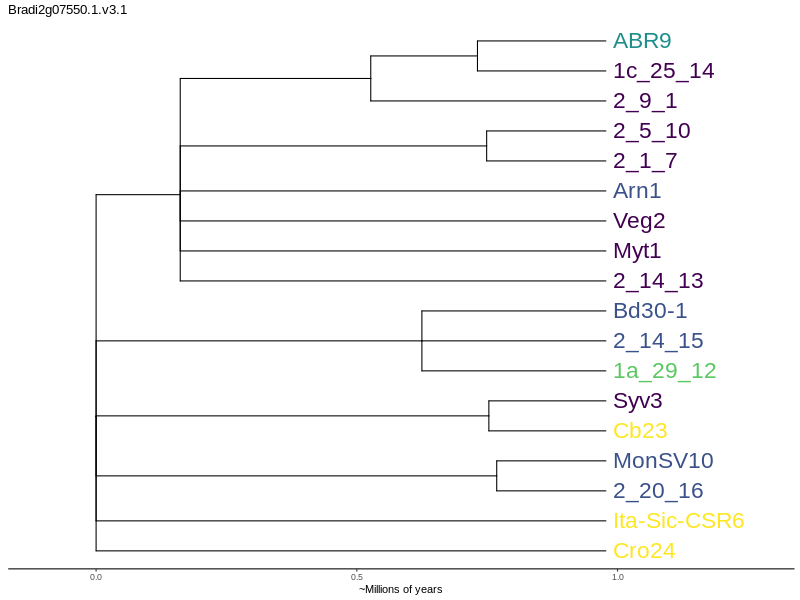 Bradi2g07550.1.v3.1
ABR9
1c_25_14
2_9_1
2_5_10
2_1_7
Arn1
Veg2
Myt1
2_14_13
Bd30-1
2_14_15
1a_29_12
Syv3
Cb23
MonSV10
2_20_16
Ita-Sic-CSR6
Cro24
0.0 0.5 1.0
~Millions of years